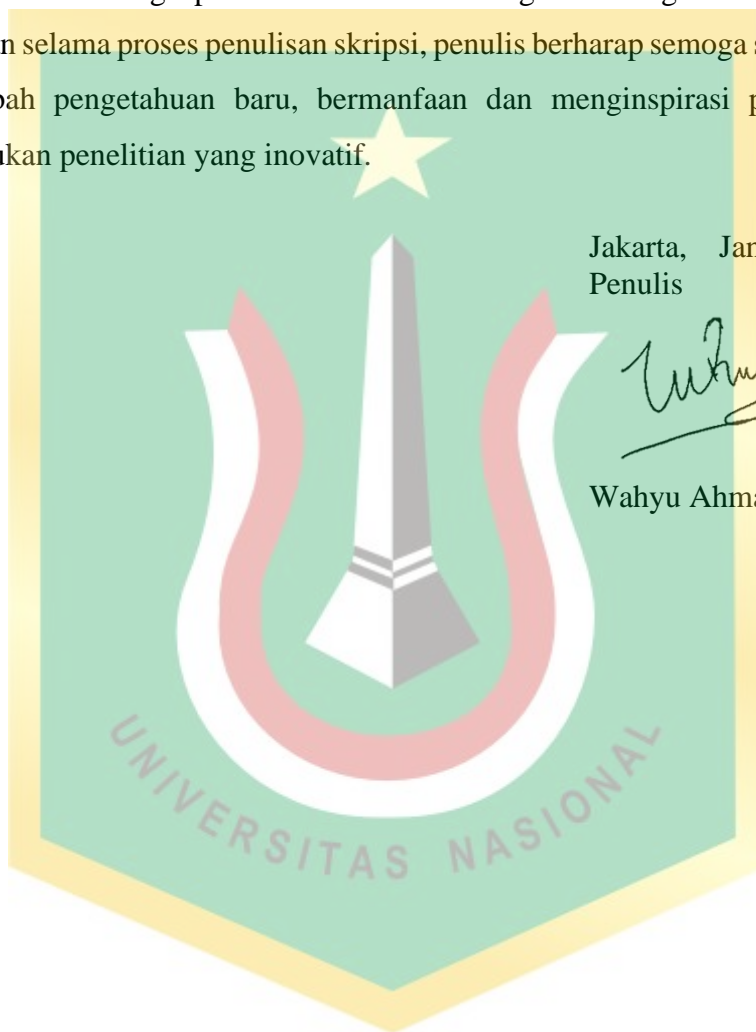 n selama proses penulisan skripsi, penulis berharap semoga s
bah pengetahuan baru, bermanfaan dan menginspirasi p
ukan penelitian yang inovatif.
Jakarta, Jan
Penulis
Wahyu Ahma
UNIVERSITAS NASIONAL